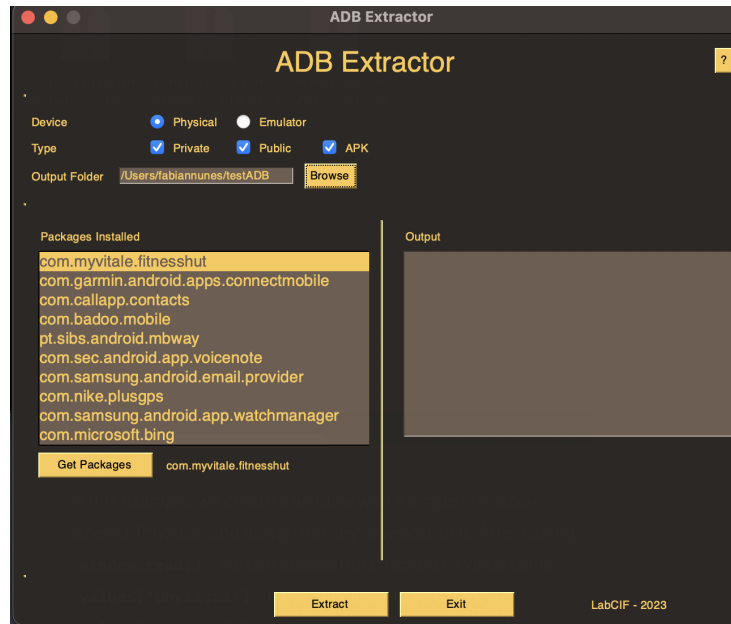 ADB Extractor
ADB Extractor
?
Device Physical Emulator
Type Private Public APK
Output Folder /Users/fabiannunes/testADB Browse
Packages Installed
com.myvitale.fitnesshut
com.garmin.android.apps.connectmobile
com.callapp.contacts
com.badoo.mobile
pt.sibs.android.mbway
com.sec.android.app.voicenote
com.samsung.android.email.provider
com.nike.plusgps
com.samsung.android.app.watchmanager
com.microsoft.bing
Get Packages com.myvitale.fitnesshut
Output
Extract Exit LabCIF - 2023